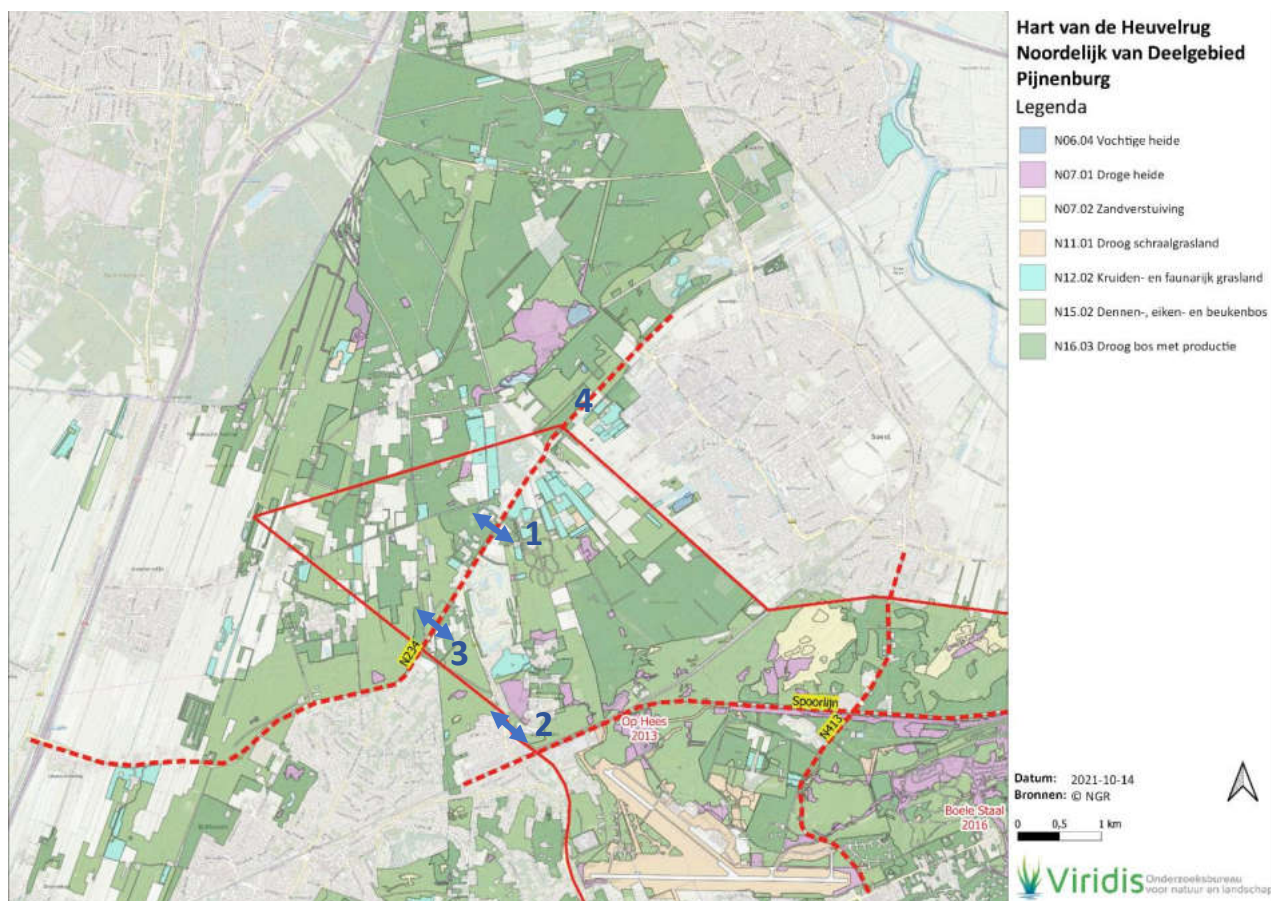 Hart van de Heuvelrug
Noordelijk van Deelgebied
Pijnenburg
Legenda
N06.04 Vochtige heide
N07.01 Droge heide
N07.02 Zandverstuiving
N11.01 Droog schraalgrasland
N12.02 Kruiden- en faunarijk grasland
N15.02 Dennen-, eiken- en beukenbos
N16.03 Droog bos met productie
4
1
3
N234
2
Soest
Spoorlijn
Op Hees
2013
N413
Boele Staal
2016
Datum: 2021-10-14
Bronnen: © NGR
0 0,5 1 km
Viridis Onderzoeksbureau
voor natuur en landschap